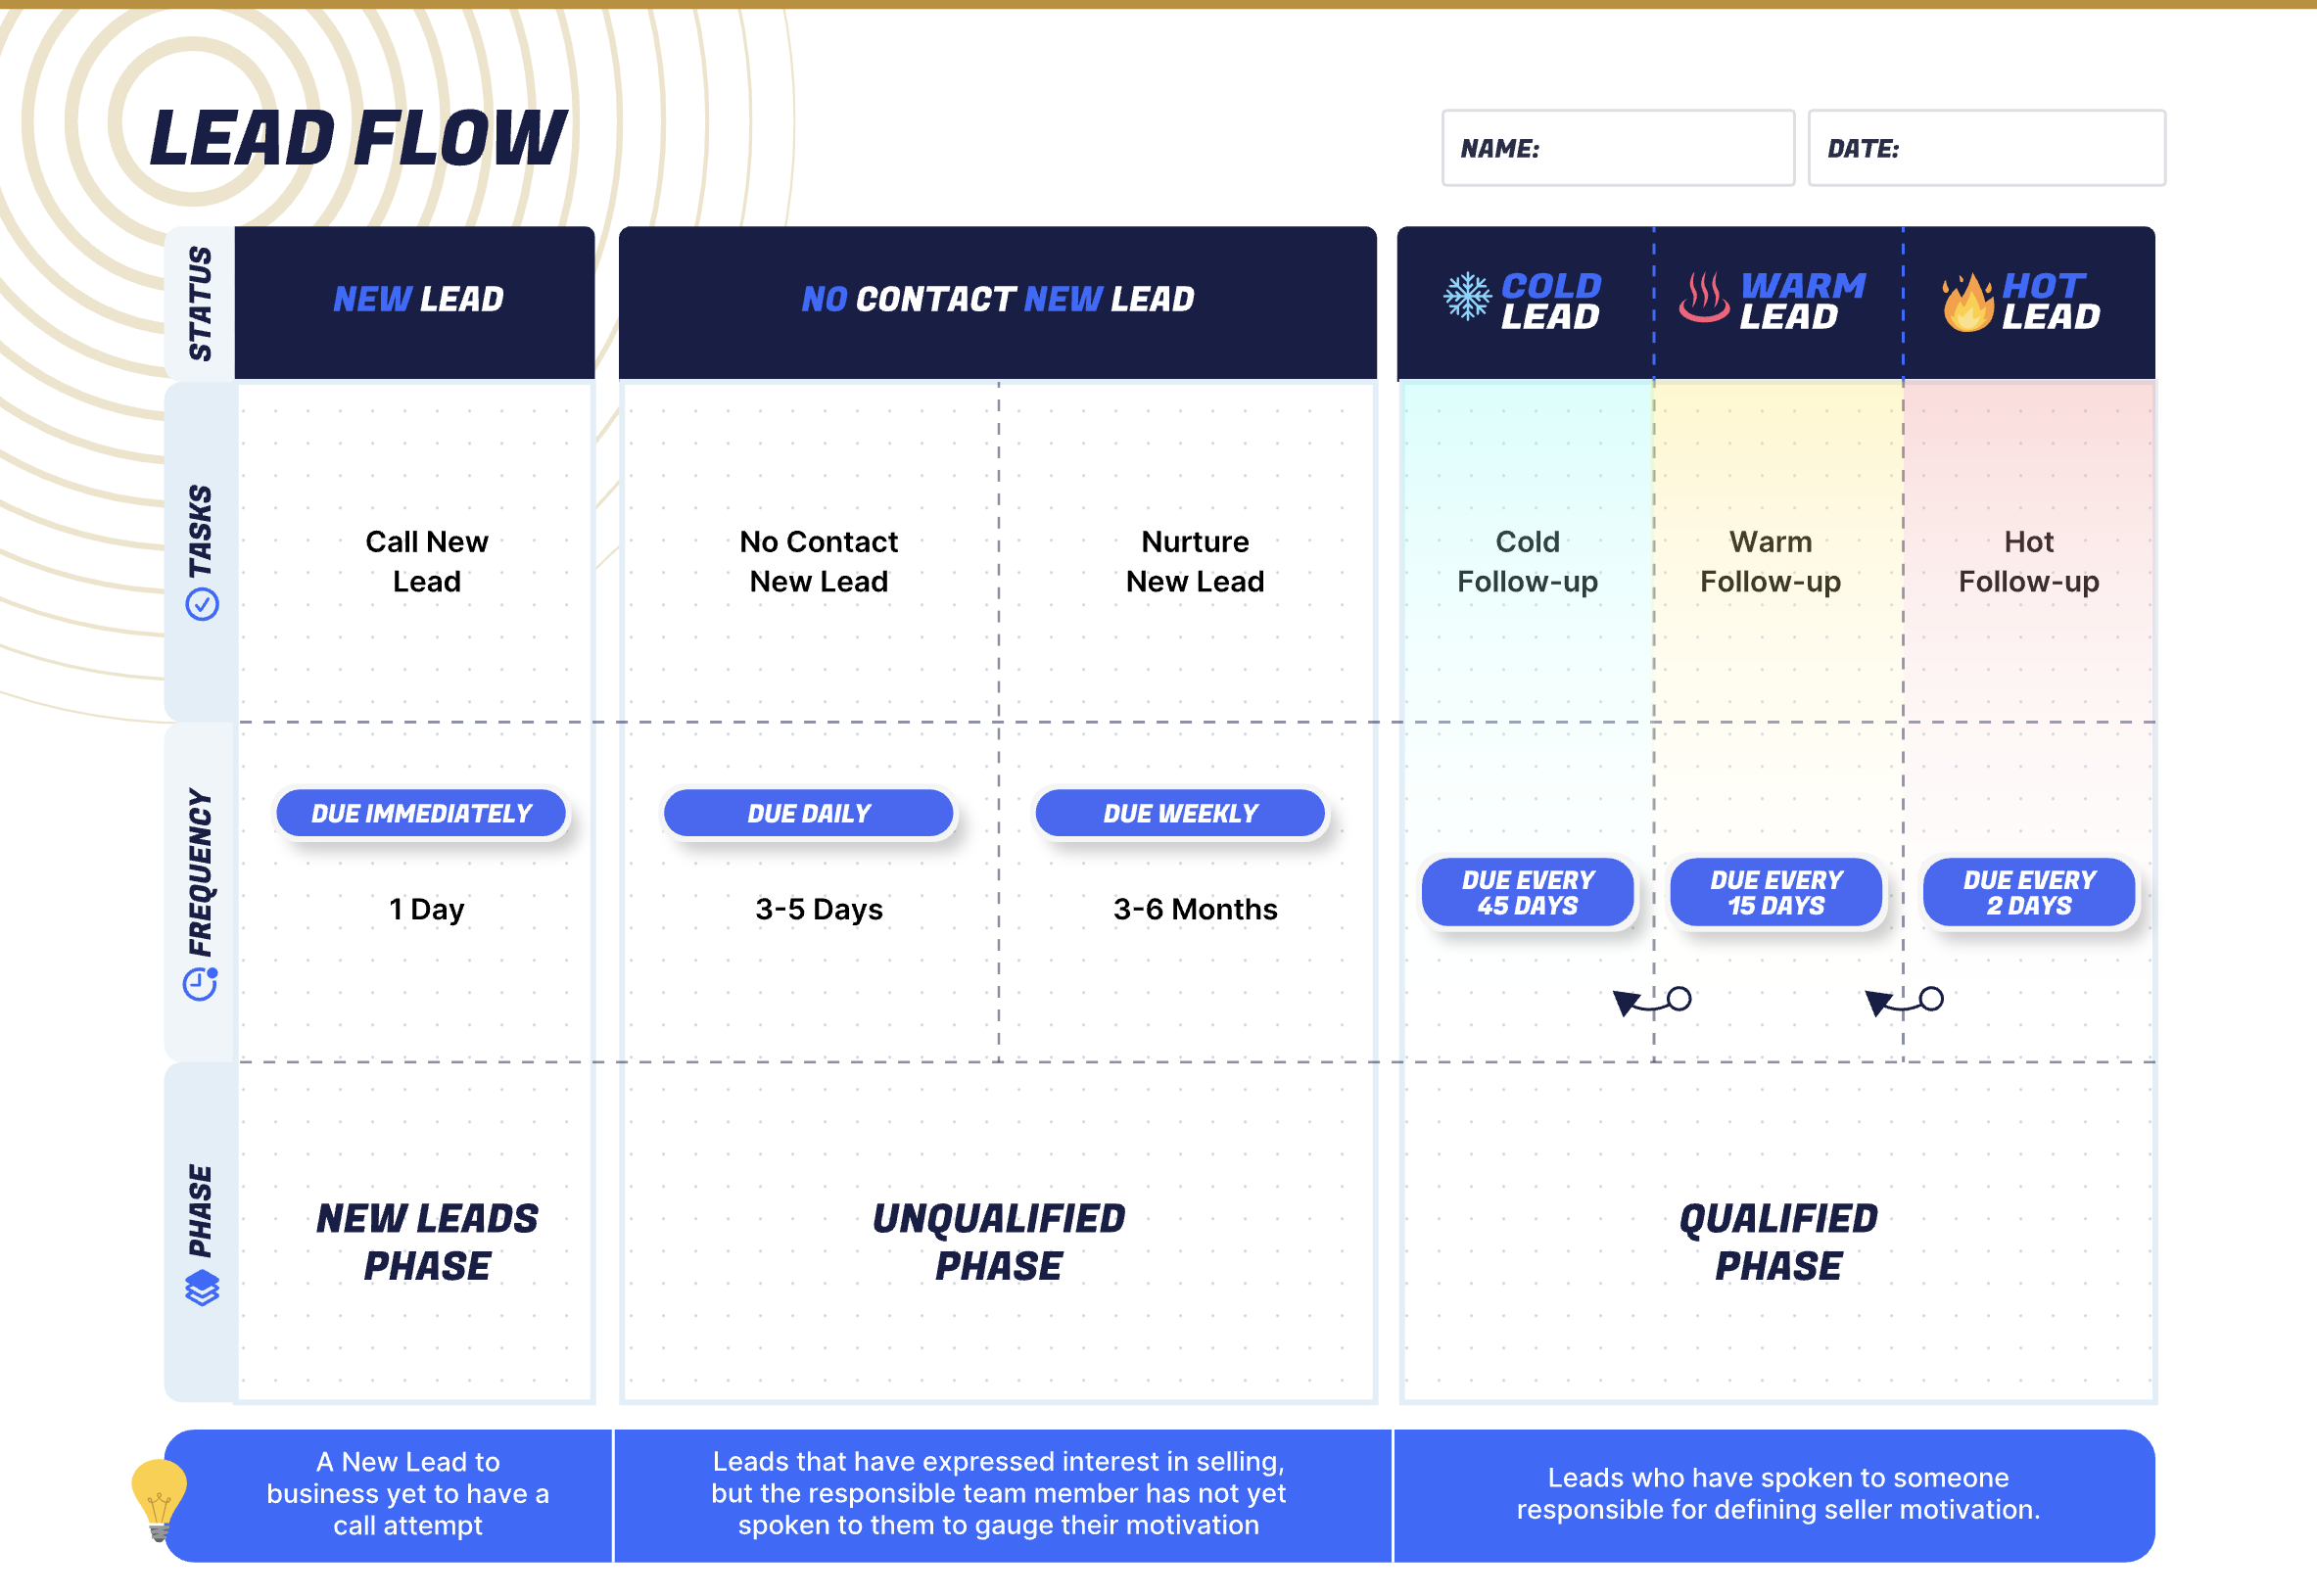 LEAD FLOW
NAME:
DATE:
STATUS
NEW LEAD
NO CONTACT NEW LEAD
COLD
LEAD
WARM
LEAD
HOT
LEAD
TASKS
Call New
Lead
No Contact
New Lead
Nurture
New Lead
Cold
Follow-up
Warm
Follow-up
Hot
Follow-up
FREQUENCY
DUE IMMEDIATELY
1 Day
DUE DAILY
3-5 Days
DUE WEEKLY
3-6 Months
DUE EVERY
45 DAYS
DUE EVERY
15 DAYS
DUE EVERY
2 DAYS
PHASE
NEW LEADS
PHASE
UNQUALIFIED
PHASE
QUALIFIED
PHASE
A New Lead to
business yet to have a
call attempt
Leads that have expressed interest in selling,
but the responsible team member has not yet
spoken to them to gauge their motivation
Leads who have spoken to someone
responsible for defining seller motivation.